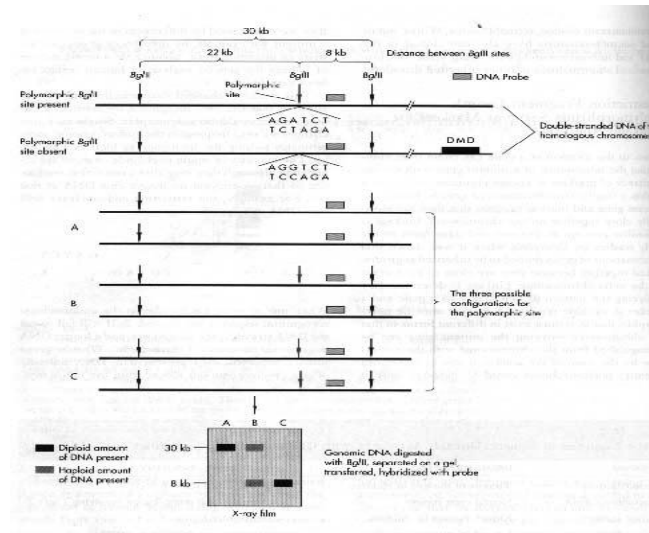 30 kb
22 kb
8 kb
Distance between BglII sites
BglII
BglII
BglII
DNA Probe
Polymorphic
site
Polymorphic BglII
site present
AGATCT
TCTAGA
Polymorphic BglII
site absent
DMD
Double-stranded DNA of
homologous chromosome
AGGTCT
TCCAGA
A
B
The three possible
configurations for
the polymorphic site
C
A B C
Diploid amount
of DNA present
Haploid amount
of DNA present
30 kb
8 kb
Genomic DNA digested
with BglII, separated on a gel,
transferred, hybridized with probe
X-ray film